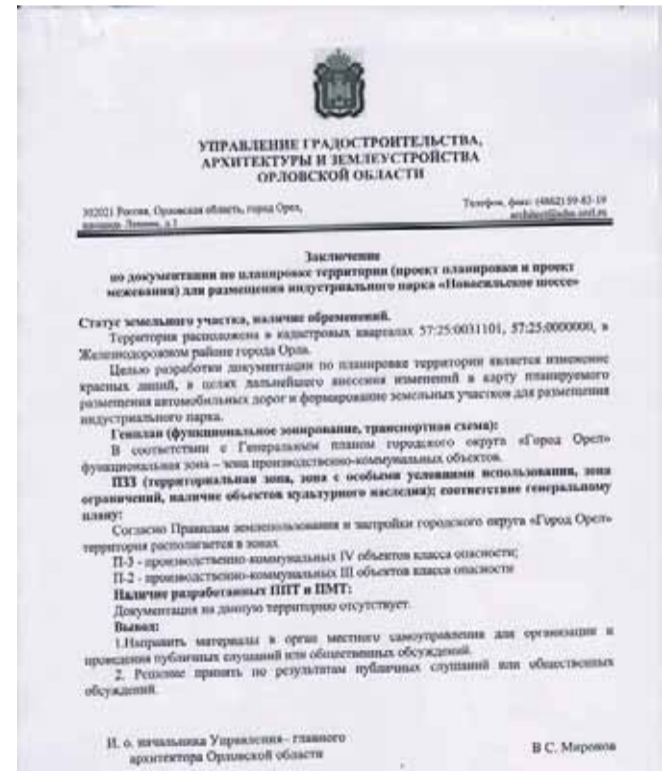 УПРАВЛЕНИЕ ГРАДОСТРОИТЕЛЬСТВА,
АРХИТЕКТУРЫ И ЗЕМЛЕУСТРОЙСТВА
ОРЛОВСКОЙ ОБЛАСТИ
302021 Россия, Орловская область, город Орел,
площадь Ленина, д.1
Телефон, факс: (4862) 59-83-19
Заключение
по документации по планировке территории (проект планировки и проект
межевания) для размещения индустриального парка «Новосильское шоссе»
Статус земельного участка, наличие обременений.
Территория расположена в кадастровых кварталах 57:25:0031101, 57:25:0000000, в
Железнодорожном районе города Орла.
Целью разработки документации по планировке территории является изменение
красных линий, в целях дальнейшего внесения изменений в карту планируемого
размещения автомобильных дорог и формирование земельных участков для размещения
индустриального парка.
Генплан (функциональное зонирование, транспортная схема):
В соответствии с Генеральным планом городского округа «Город Орел»
функциональная зона – зона производственно-коммунальных объектов.
ПЗЗ (территориальная зона, зона с особыми условиями использования, зона
ограничений, наличие объектов культурного наследия); соответствие генеральному
плану:
Согласно Правилам землепользования и застройки городского округа «Город Орел»
территория располагается в зонах
П-3 - производственно-коммунальных IV объектов класса опасности;
П-2 - производственно-коммунальных III объектов класса опасности
Наличие разработанных ППТ и ПМТ:
Документация на данную территорию отсутствует.
Вывод:
1.Направить материалы в орган местного самоуправления для организации и
проведения публичных слушаний или общественных обсуждений.
2. Решение принять по результатам публичных слушаний или общественных
обсуждений.
И. о. начальника Управления– главного
архитектора Орловской области
В.С. Миронов